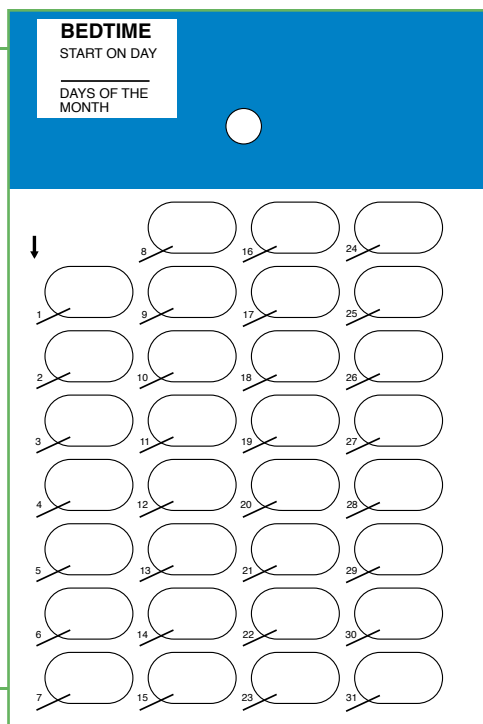 BEDTIME
START ON DAY
DAYS OF THE
MONTH
8 16 24
1 9 17 25
2 10 18 26
3 11 19 27
4 12 20 28
5 13 21 29
6 14 22 30
7 15 23 31